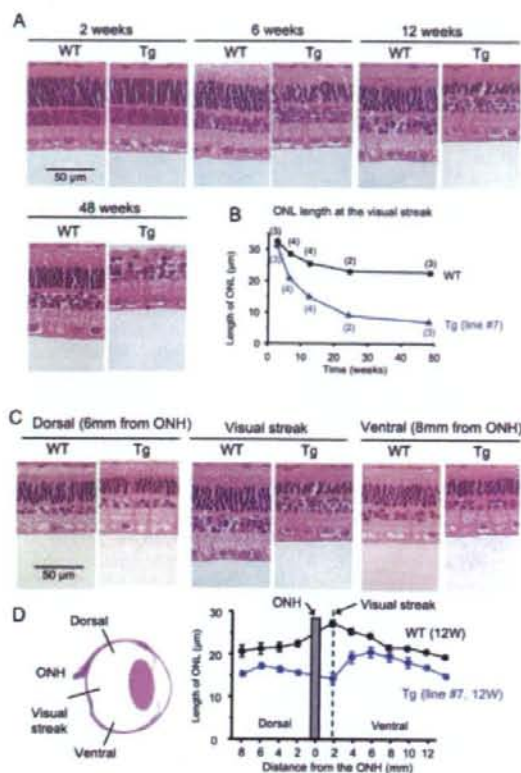 A
2 weeks
6 weeks
12 weeks
WT
Tg
WT
Tg
WT
Tg
50 µm
48 weeks
WT
Tg
B
ONL length at the visual streak
Length of ONL (µm)
30
20
10
0
(3)
(4)
(4)
(2)
(3)
WT
(3)
(4)
(4)
(2)
(3)
Tg (line #7)
0
10
20
30
40
50
Time (weeks)
C
Dorsal (6mm from ONH)
Visual streak
Ventral (8mm from ONH)
WT
Tg
WT
Tg
WT
Tg
50 µm
D
Dorsal
ONH
Visual
streak
Ventral
ONH
Visual streak
Length of ONL (µm)
30
20
10
0
WT (12W)
Tg (line #7, 12W)
Dorsal
Ventral
8
6
4
2
0
2
4
6
8
10
12
Distance from the ONH (mm)